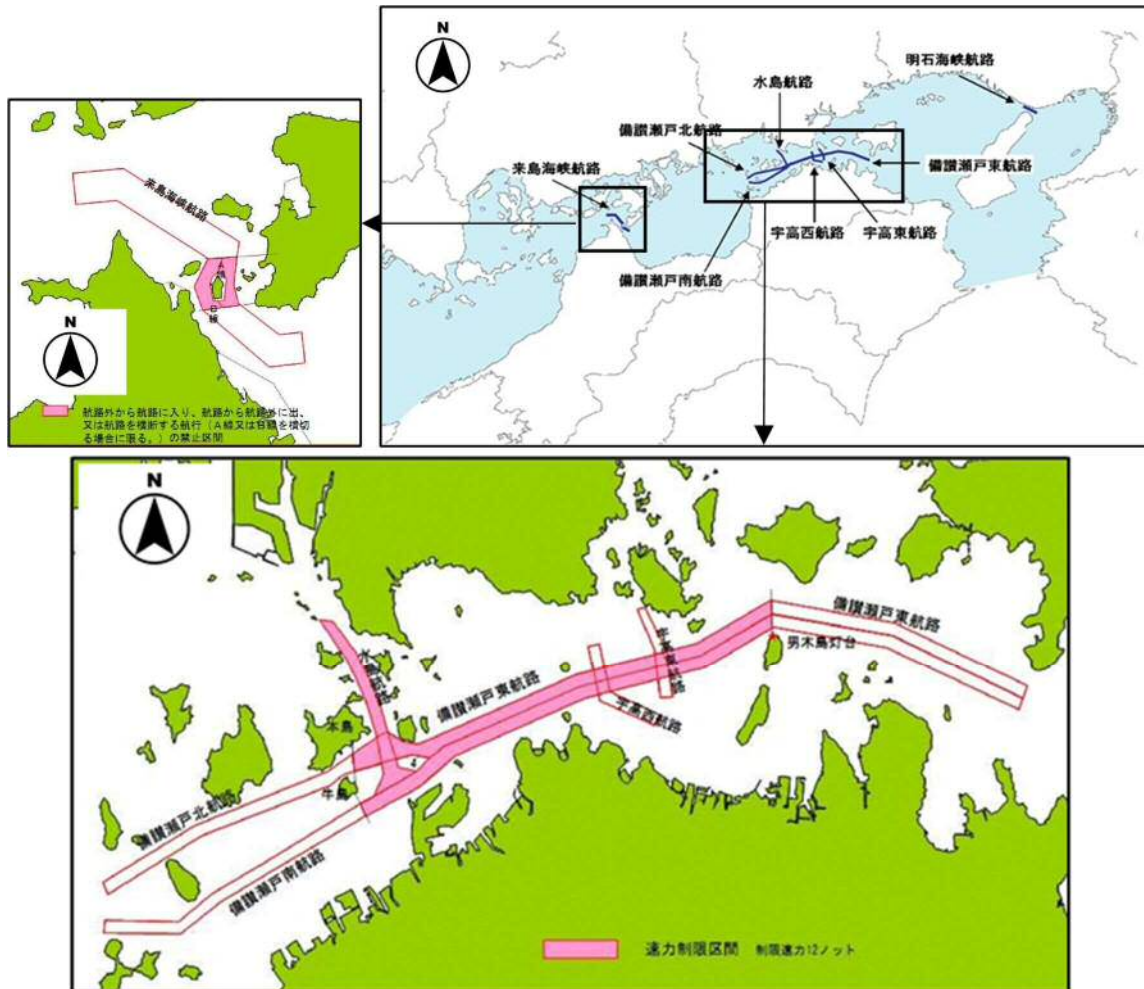 N
明石海峡航路
水島航路
備讃瀬戸北航路
来島海峡航路
備讃瀬戸東航路
宇高西航路
宇高東航路
備讃瀬戸南航路
N
来島海峡航路
A線
B線
N
航路外から航路に入り、航路から航路外に出、
又は航路を横断する航行（A線又はB線を横切
る場合に限る。）の禁止区間
N
備讃瀬戸東航路
男木島灯台
宇高東航路
宇高西航路
備讃瀬戸東航路
水島航路
本島
牛島
備讃瀬戸北航路
備讃瀬戸南航路
速力制限区間 制限速力12ノット